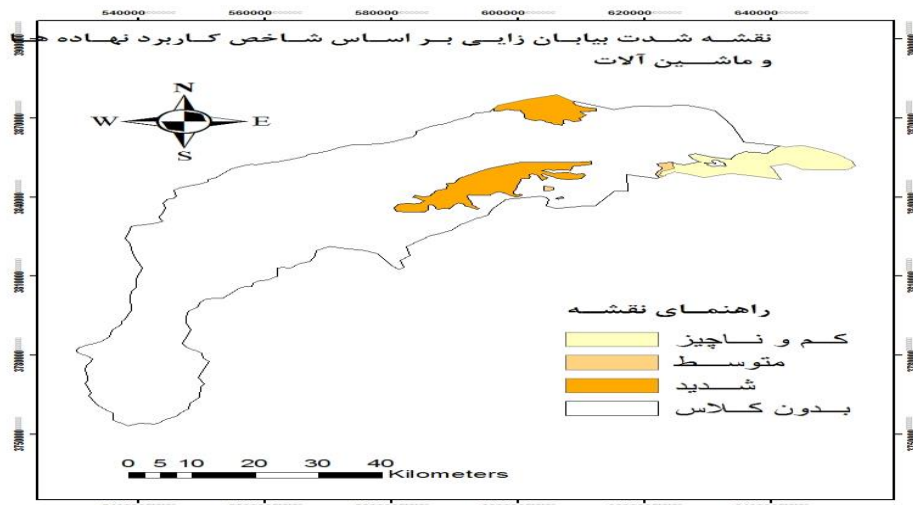 540000 560000 580000 600000 620000 640000
نقشه شدت بیابان زایی بر اساس شاخص کاربرد نهاده ها
و ماشین آلات
N
W E
S
راهنمای نقشه
کم و ناچیز
متوسط
شدید
بدون کلاس
0 5 10 20 30 40
Kilometers